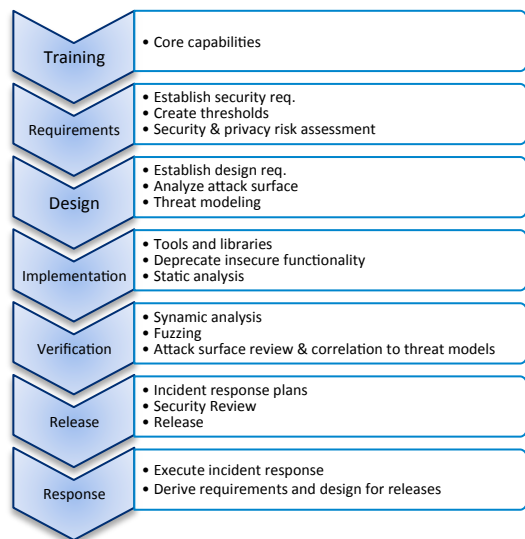 Training
• Core capabilities
Requirements
• Establish security req.
• Create thresholds
• Security & privacy risk assessment
Design
• Establish design req.
• Analyze attack surface
• Threat modeling
Implementation
• Tools and libraries
• Deprecate insecure functionality
• Static analysis
Verification
• Synamic analysis
• Fuzzing
• Attack surface review & correlation to threat models
Release
• Incident response plans
• Security Review
• Release
Response
• Execute incident response
• Derive requirements and design for releases